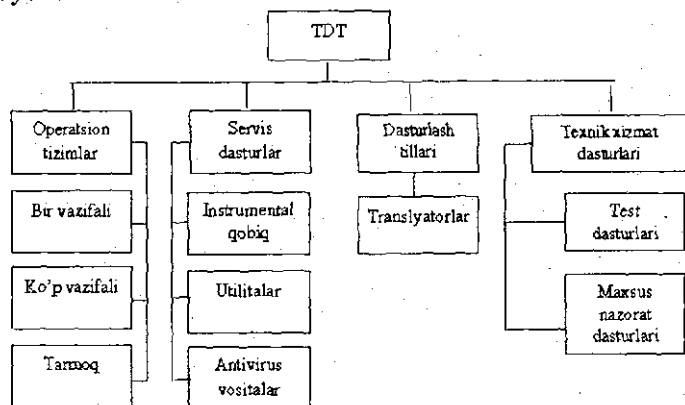 TDT
Operatsion
tizimlar
Bir vazifali
Ko'p vazifali
Tarmoq
Servis
dasturlar
Instrumental
qobiq
Utilitalar
Antivirus
vositalar
Dasturlash
tillari
Translyatorlar
Texnik xizmat
dasturlari
Test
dasturlari
Maxsus
nazorat
dasturlari